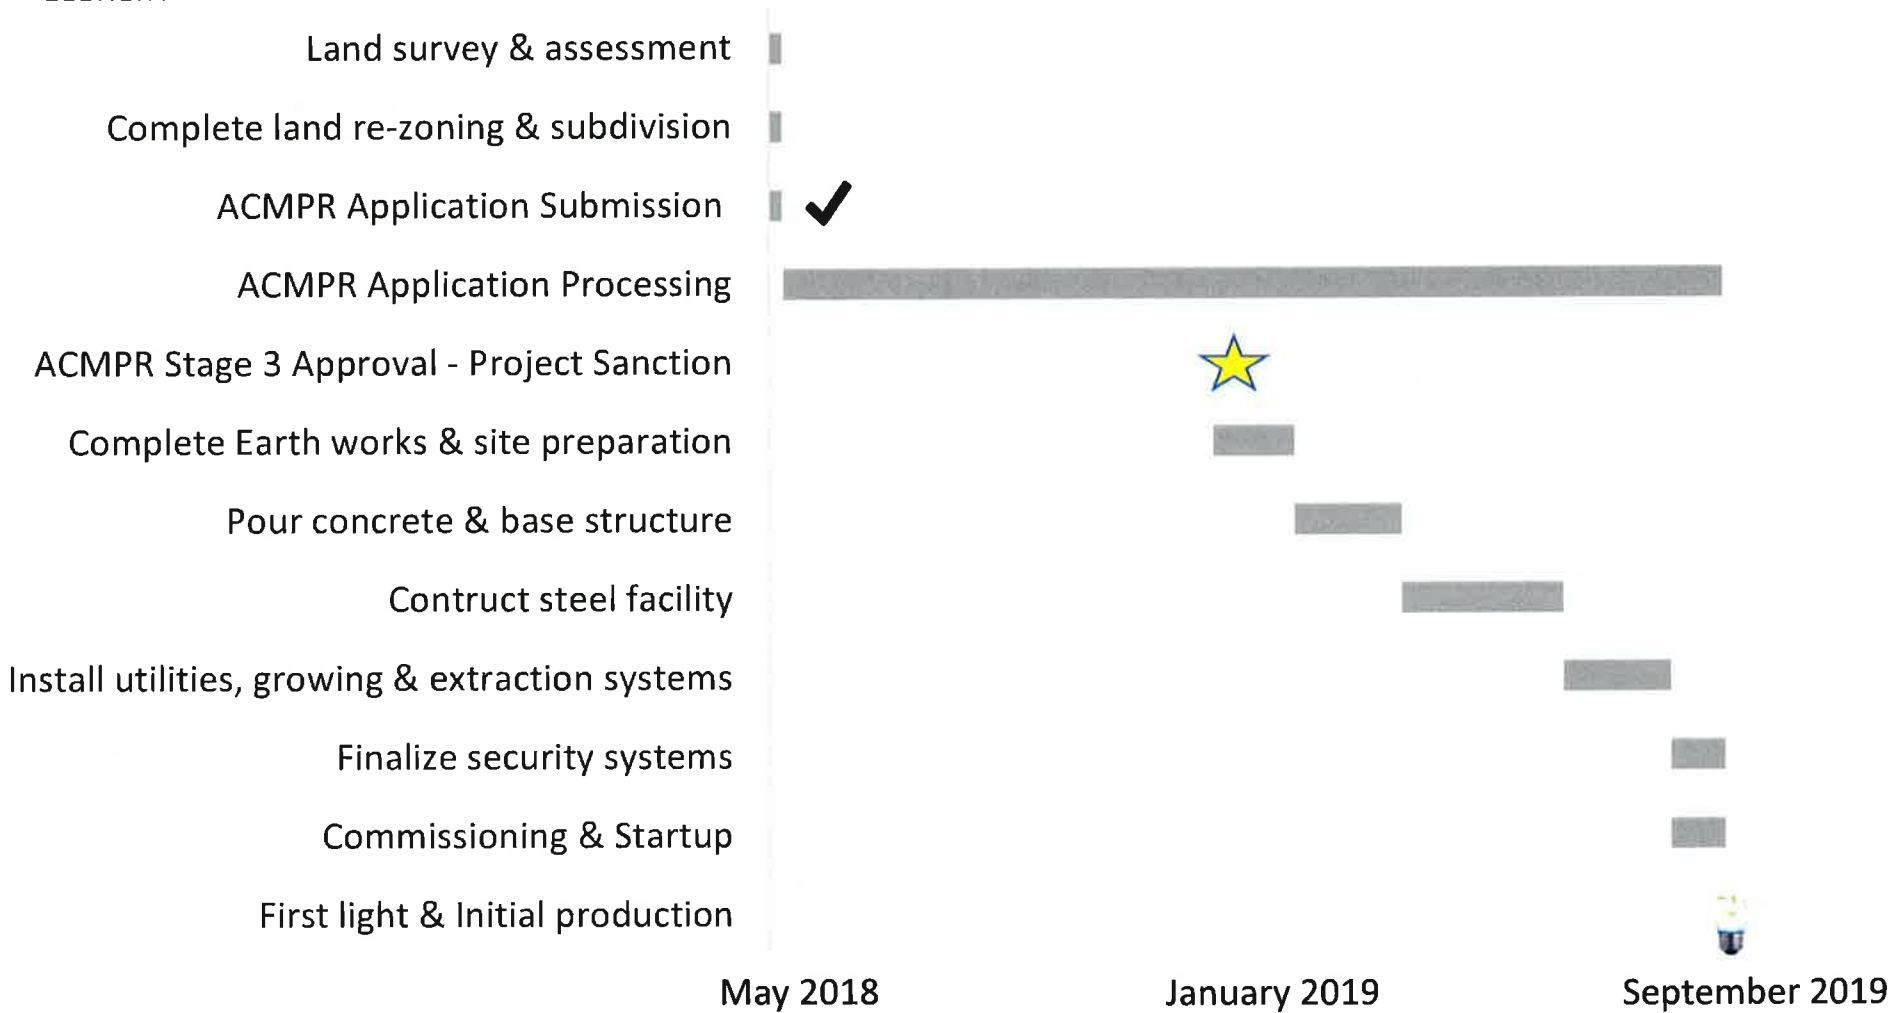 Land survey & assessment
Complete land re-zoning & subdivision
ACMPR Application Submission
ACMPR Application Processing
ACMPR Stage 3 Approval - Project Sanction
Complete Earth works & site preparation
Pour concrete & base structure
Contruct steel facility
Install utilities, growing & extraction systems
Finalize security systems
Commissioning & Startup
First light & Initial production
May 2018 January 2019 September 2019